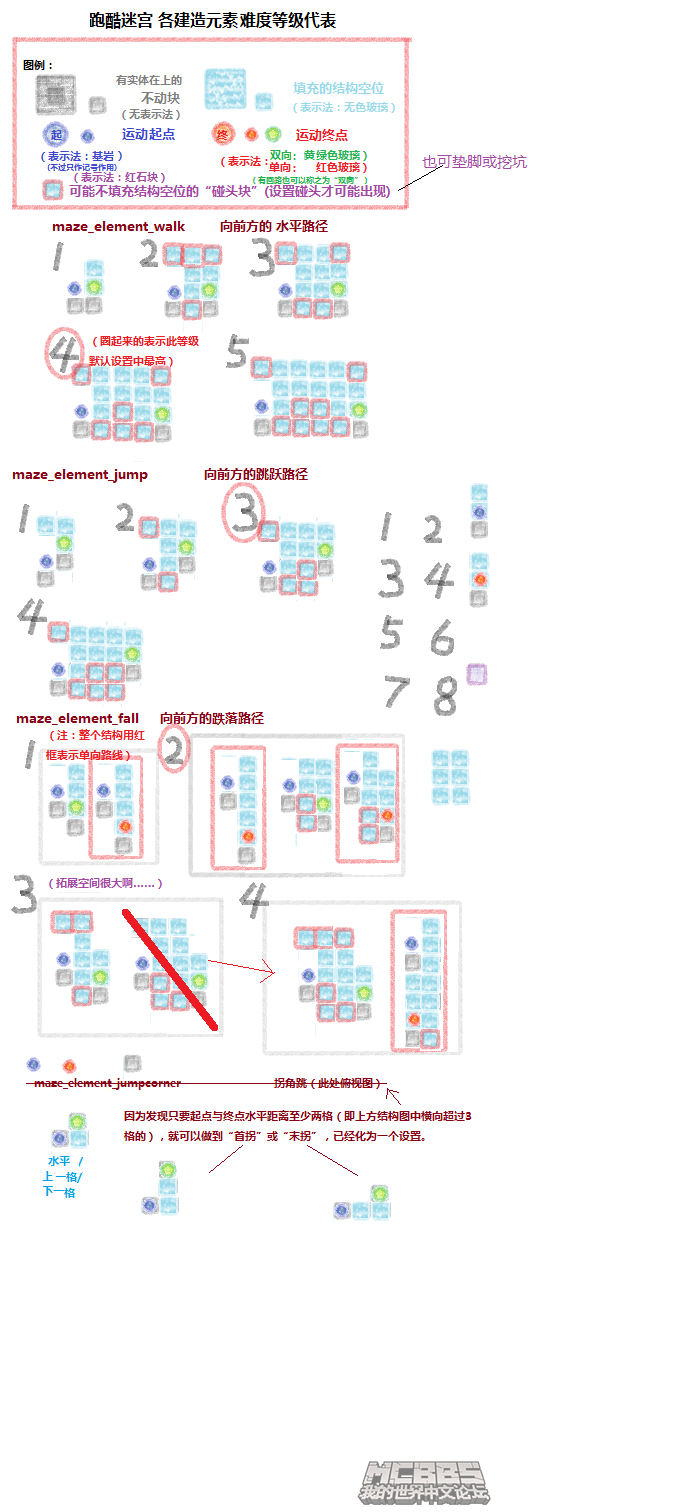 跑酷迷宫 各建造元素难度等级代表
图例：
有实体在上的
不动块
（无表示法）
填充的结构空位
（表示法：无色玻璃）
起
运动起点
（表示法：基岩）
（不过只作记号作用）
终
运动终点
（表示法：
双向：黄绿色玻璃）
单向： 红色玻璃）
（有回路也可以称之为“双向”）
（表示法：红石块）
可能不填充结构空位的“碰头块”(设置碰头才可能出现)
也可垫脚或挖坑
maze_element_walk 向前方的 水平路径
1 2 3
4
（圈起来的表示此等级
默认设置中最高）
5
maze_element_jump 向前方的跳跃路径
1 2 3
4
1 2
3 4
5 6
7 8
maze_element_fall 向前方的跌落路径
1
（注：整个结构用红
框表示单向路线）
2
3
（拓展空间很大啊……）
4
maze_element_jumpcorner 拐角跳（此处俯视图）
因为发现只要起点与终点水平距离至少两格（即上方结构图中横向超过3
格的），就可以做到“首拐”或“末拐”，已经化为一个设置。
水平 /
上一格/
下一格
MCBBS
我的世界中文论坛